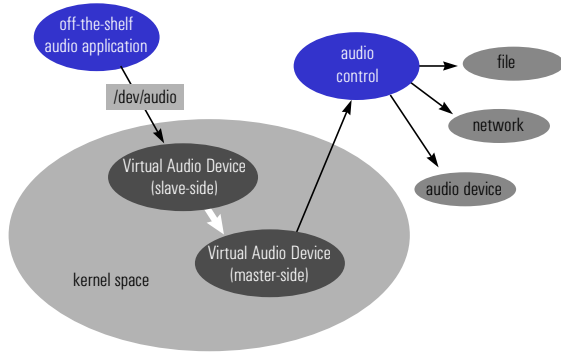 off-the-shelf
audio application
/dev/audio
audio
control
file
network
audio device
Virtual Audio Device
(slave-side)
Virtual Audio Device
(master-side)
kernel space